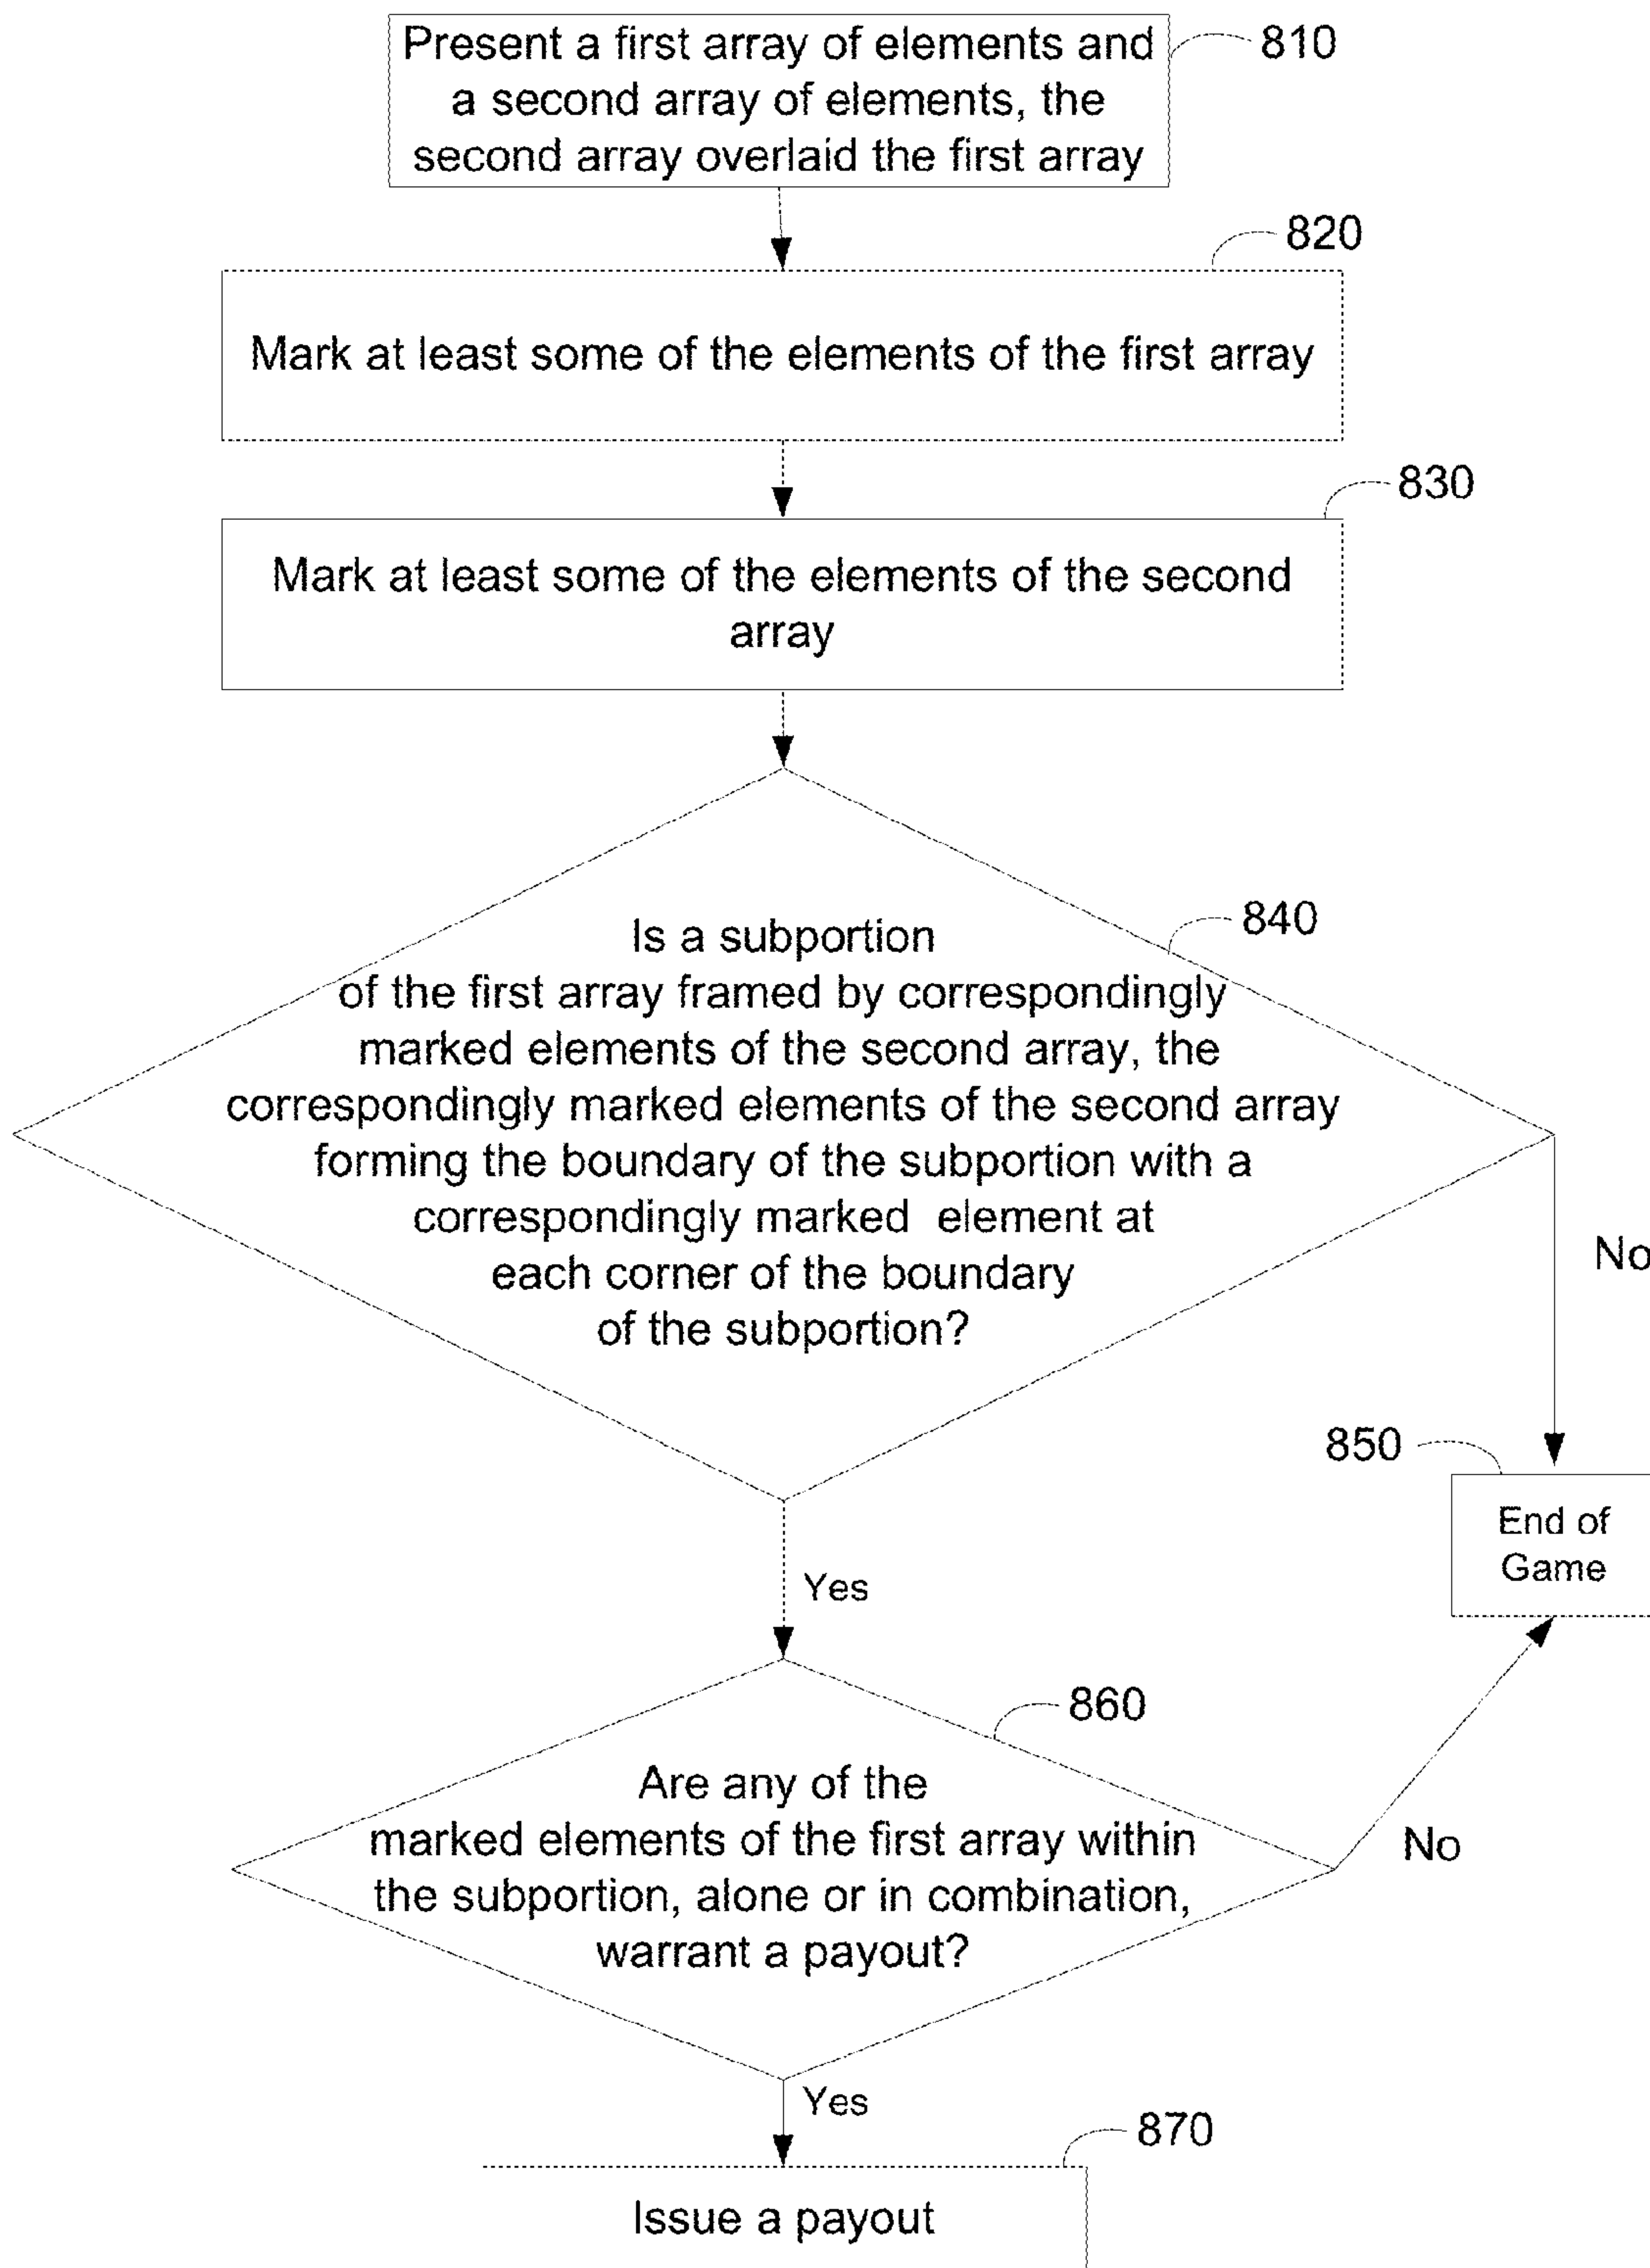 Present a first array of elements and
a second array of elements, the
second array overlaid the first array
810
820
Mark at least some of the elements of the first array
830
Mark at least some of the elements of the second
array
840
Is a subportion
of the first array framed by correspondingly
marked elements of the second array, the
correspondingly marked elements of the second array
forming the boundary of the subportion with a
correspondingly marked element at
each corner of the boundary
of the subportion?
No
850
End of
Game
Yes
860
Are any of the
marked elements of the first array within
the subportion, alone or in combination,
warrant a payout?
No
Yes
870
Issue a payout